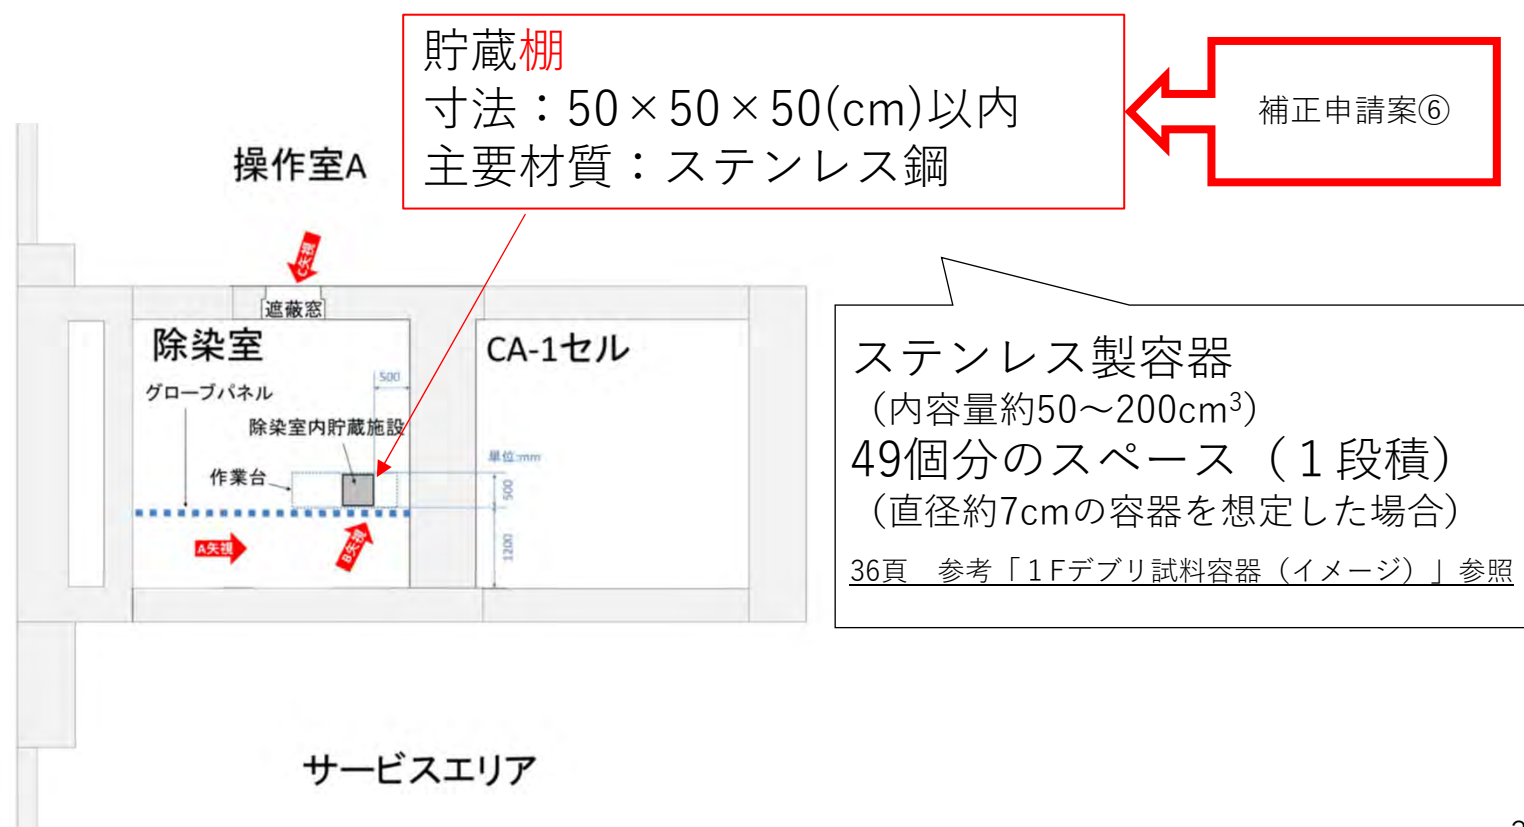 貯蔵棚
寸法：50×50×50(cm)以内
主要材質：ステンレス鋼
補正申請案⑥
操作室A
C矢視
遮蔽窓
除染室
CA-1セル
500
グローブパネル
除染室内貯蔵施設
単位:mm
作業台
500
A矢視
B矢視
1200
サービスエリア
ステンレス製容器
（内容量約50～200cm³）
49個分のスペース（１段積）
（直径約7cmの容器を想定した場合）
36頁　参考「１Fデブリ試料容器（イメージ）」参照